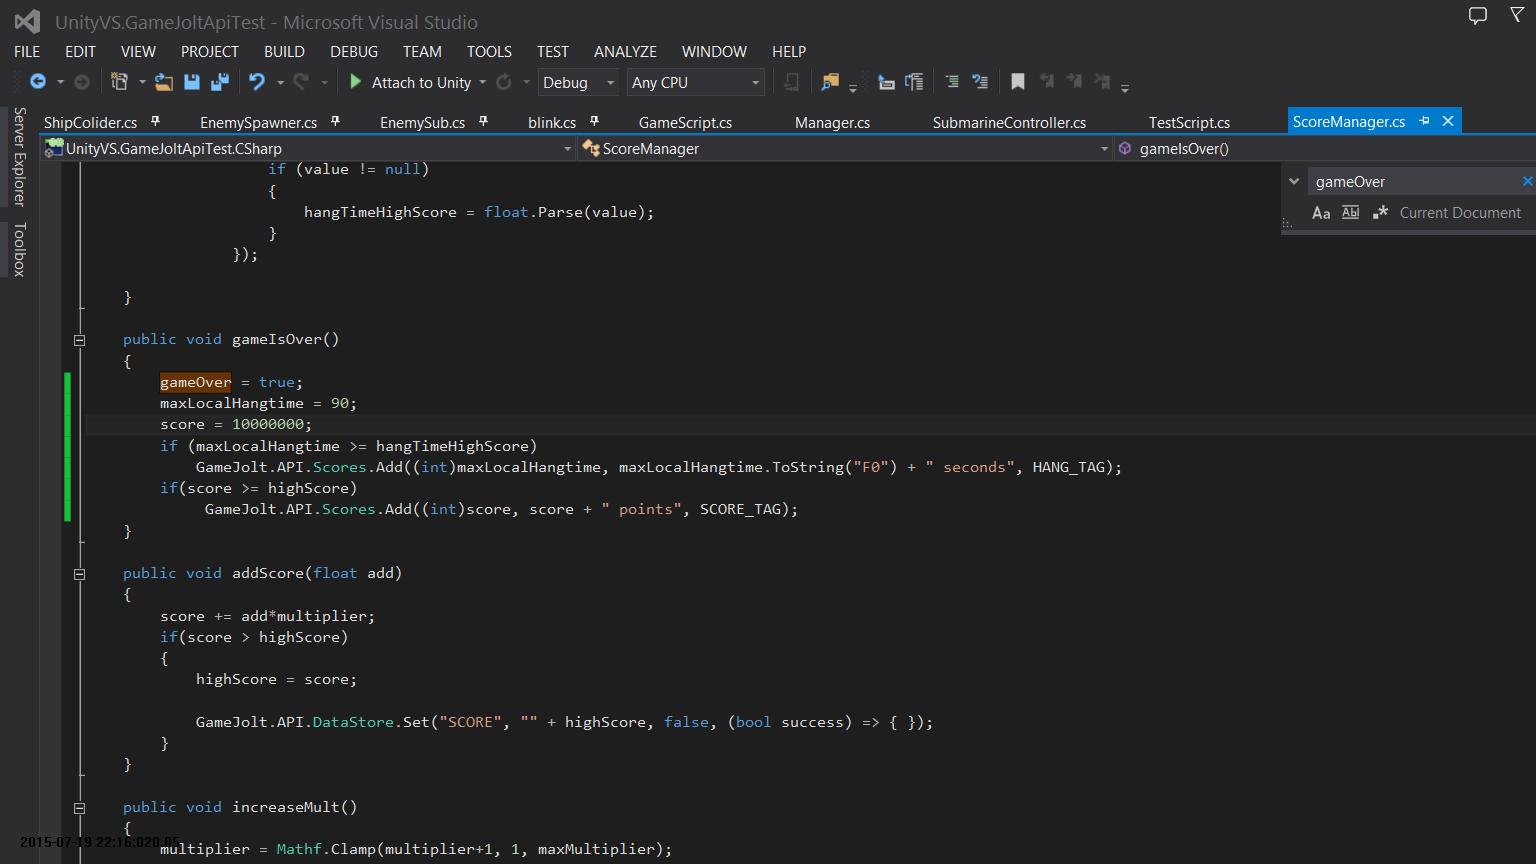 UnityVS.GameJoltApiTest - Microsoft Visual Studio
FILE EDIT VIEW PROJECT BUILD DEBUG TEAM TOOLS TEST ANALYZE WINDOW HELP
Attach to Unity Debug Any CPU
Server Explorer
Toolbox
ShipColider.cs EnemySpawner.cs EnemySub.cs blink.cs GameScript.cs Manager.cs SubmarineController.cs TestScript.cs ScoreManager.cs
UnityVS.GameJoltApiTest.CSharp ScoreManager gameIsOver()
gameOver
Aa Abl .* Current Document
if (value != null)
{
hangTimeHighScore = float.Parse(value);
}
});
}
public void gameIsOver()
{
gameOver = true;
maxLocalHangtime = 90;
score = 10000000;
if (maxLocalHangtime >= hangTimeHighScore)
GameJolt.API.Scores.Add((int)maxLocalHangtime, maxLocalHangtime.ToString("F0") + " seconds", HANG_TAG);
if(score >= highScore)
GameJolt.API.Scores.Add((int)score, score + " points", SCORE_TAG);
}
public void addScore(float add)
{
score += add*multiplier;
if(score > highScore)
{
highScore = score;
GameJolt.API.DataStore.Set("SCORE", "" + highScore, false, (bool success) => { });
}
}
public void increaseMult()
{
2015-07-19 22:16:020.05
multiplier = Mathf.Clamp(multiplier+1, 1, maxMultiplier);